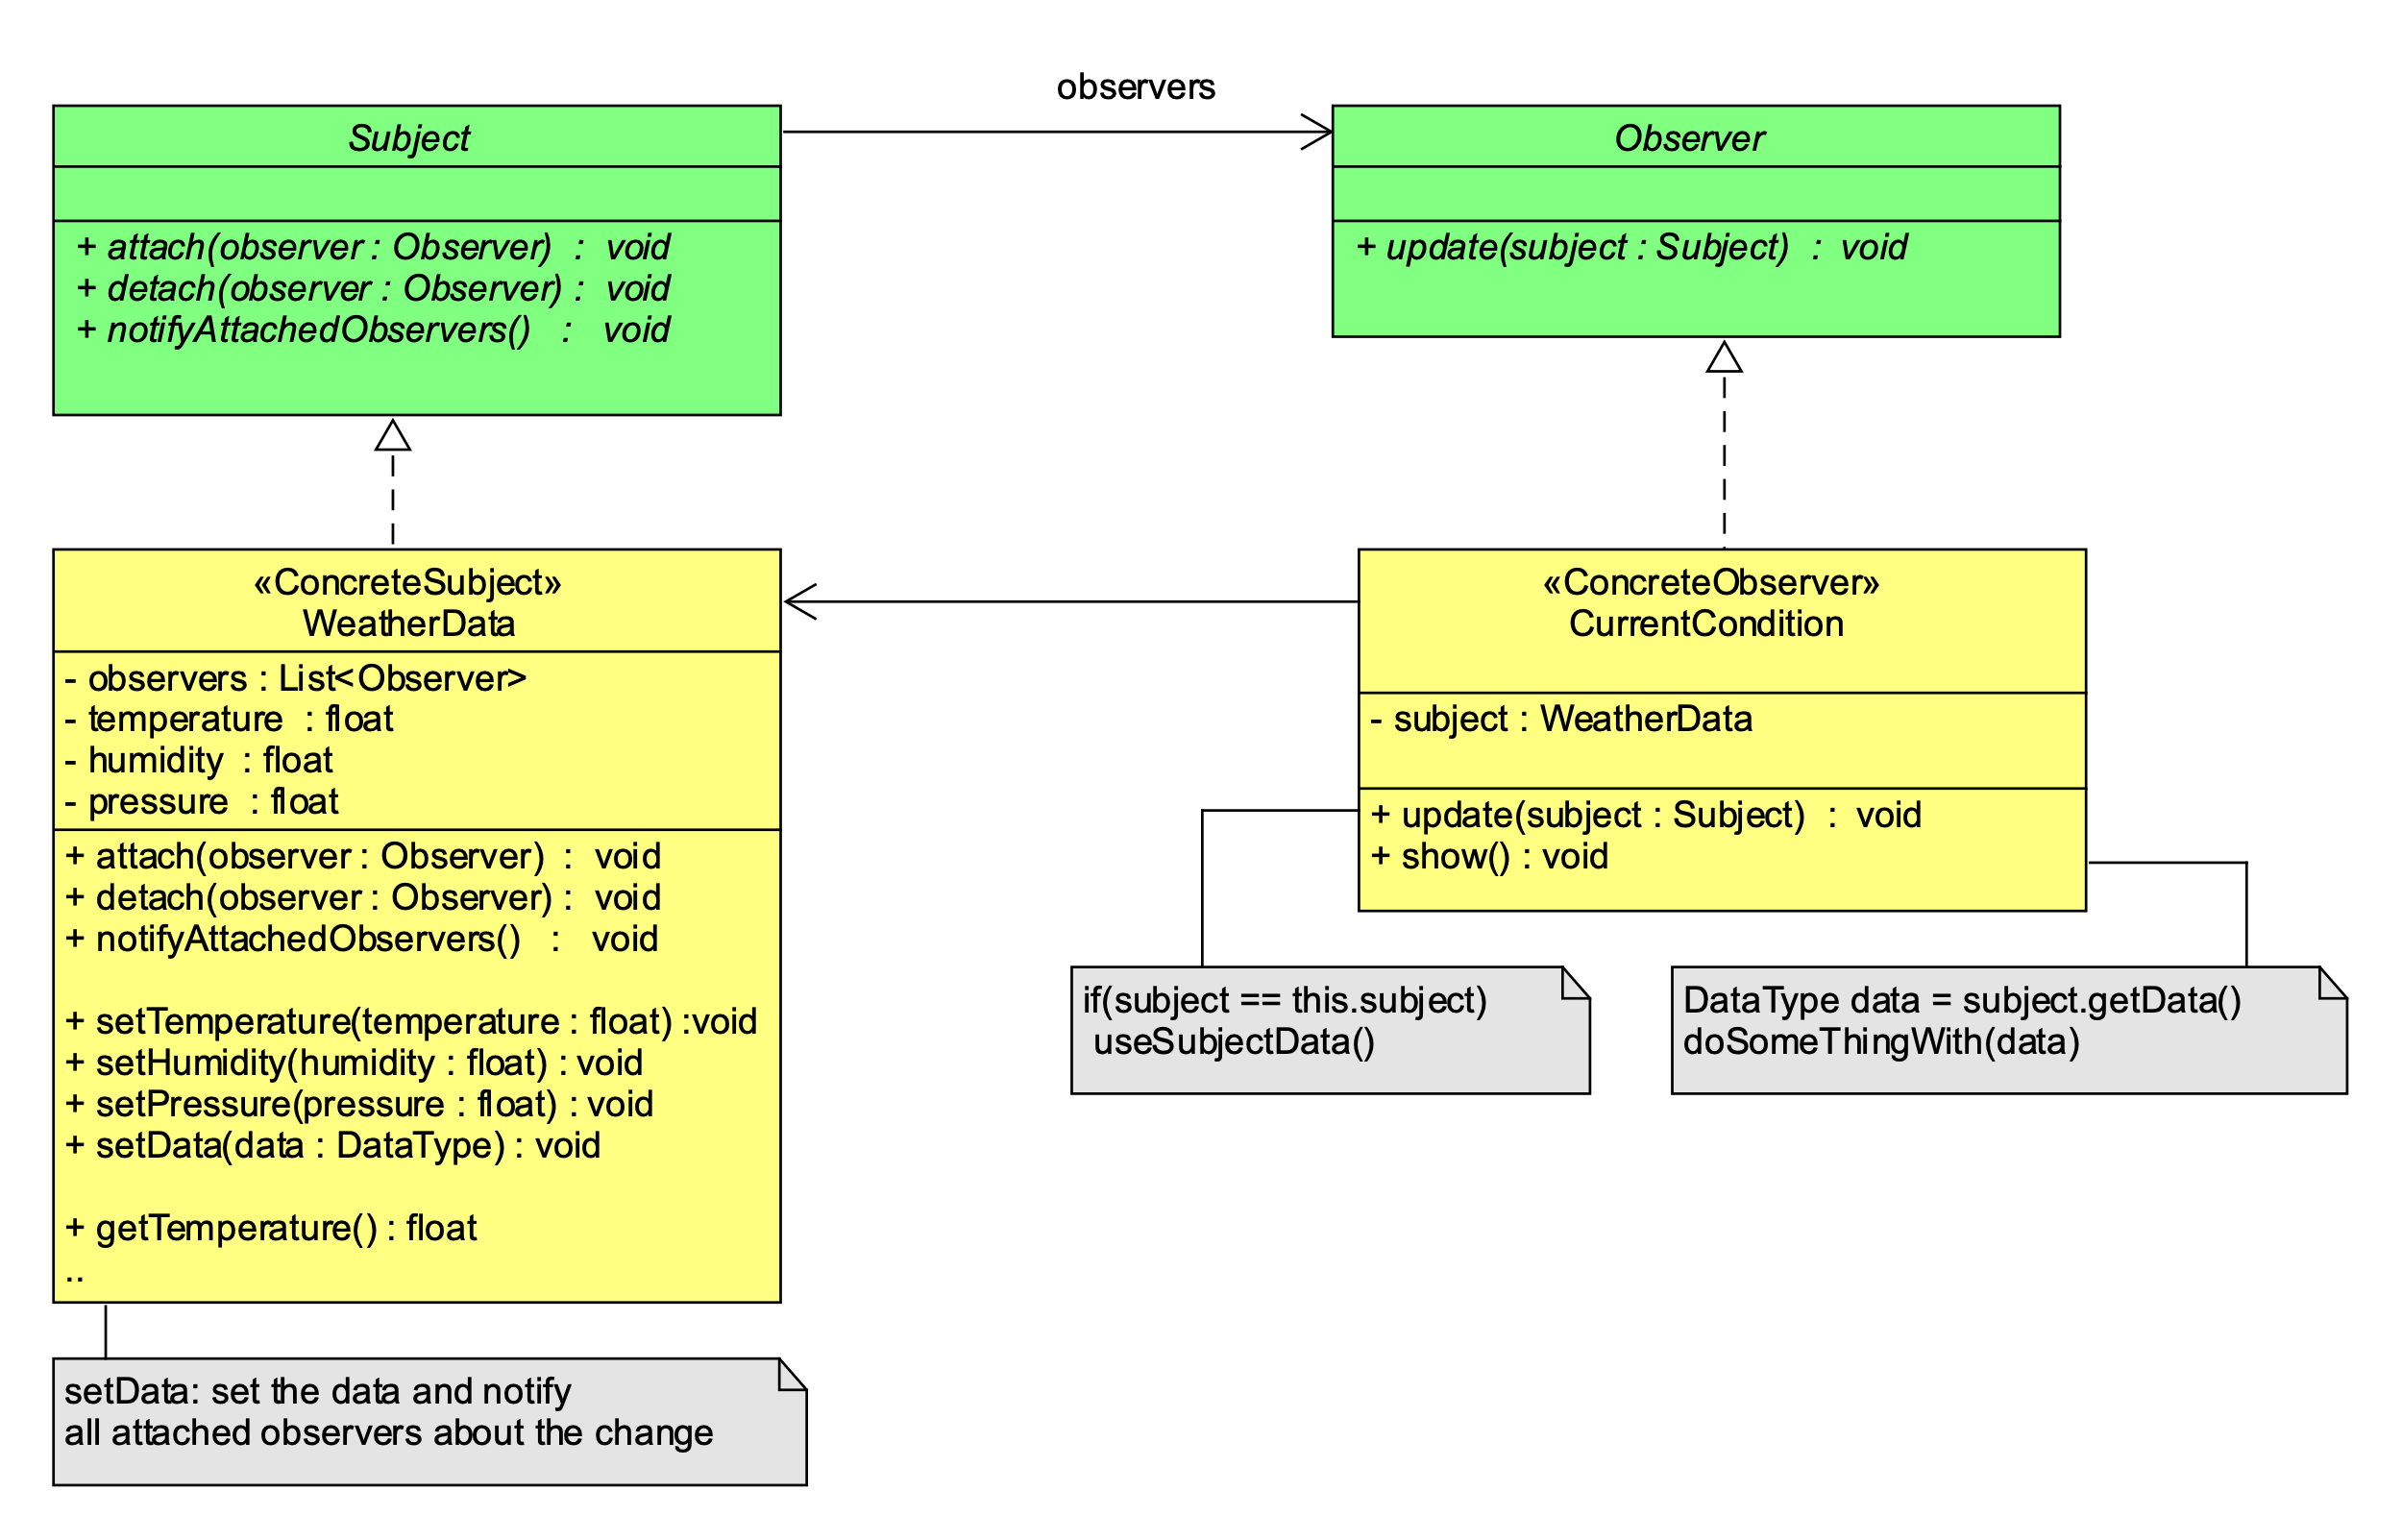 observers
Subject
+ attach(observer : Observer) : void
+ detach(observer : Observer) : void
+ notifyAttachedObservers() : void
Observer
+ update(subject : Subject) : void
«ConcreteSubject»
WeatherData
- observers : List<Observer>
- temperature : float
- humidity : float
- pressure : float
+ attach(observer : Observer) : void
+ detach(observer : Observer) : void
+ notifyAttachedObservers() : void
+ setTemperature(temperature : float) :void
+ setHumidity(humidity : float) : void
+ setPressure(pressure : float) : void
+ setData(data : DataType) : void
+ getTemperature() : float
..
«ConcreteObserver»
CurrentCondition
- subject : WeatherData
+ update(subject : Subject) : void
+ show() : void
if(subject == this.subject)
useSubjectData()
DataType data = subject.getData()
doSomeThingWith(data)
setData: set the data and notify
all attached observers about the change